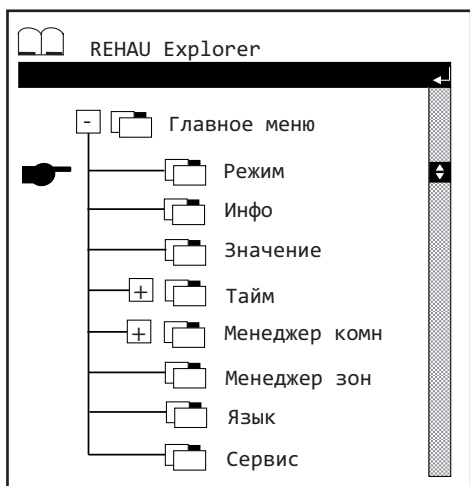 REHAU Explorer
- Главное меню
Режим
Инфо
Значение
+ Тайм
+ Менеджер комн
Менеджер зон
Язык
Сервис